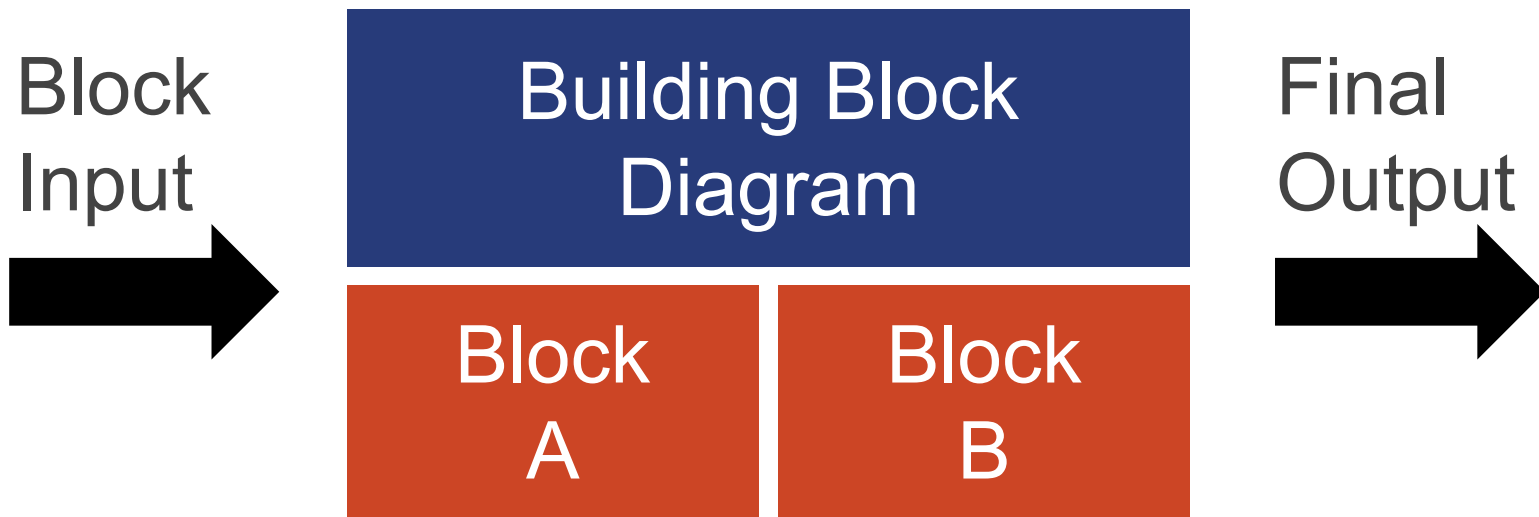 Block
Input
Building Block
Diagram
Block
A
Block
B
Final
Output